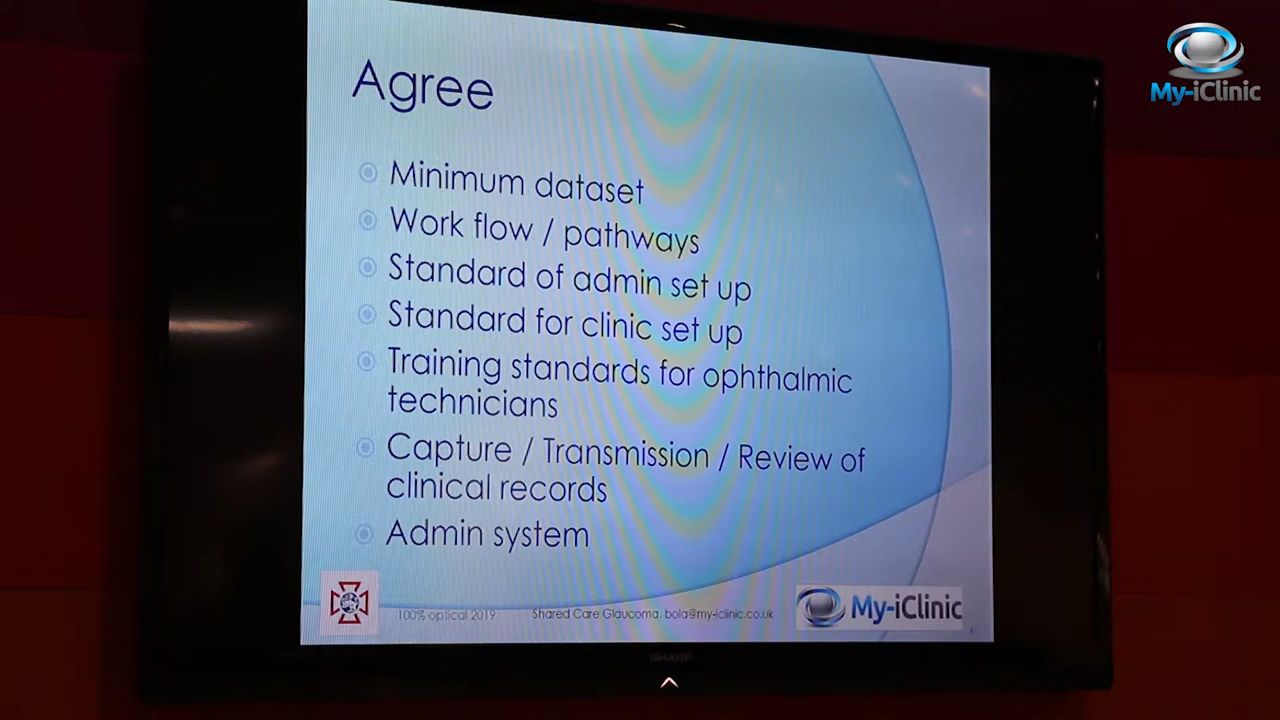 My-iClinic
Agree
Minimum dataset
Work flow / pathways
Standard of admin set up
Standard for clinic set up
Training standards for ophthalmic
technicians
Capture / Transmission / Review of
clinical records
Admin system
100% optical 2019 Shared Care Glaucoma, bola@my-iclinic.co.uk
My-iClinic
SHARP